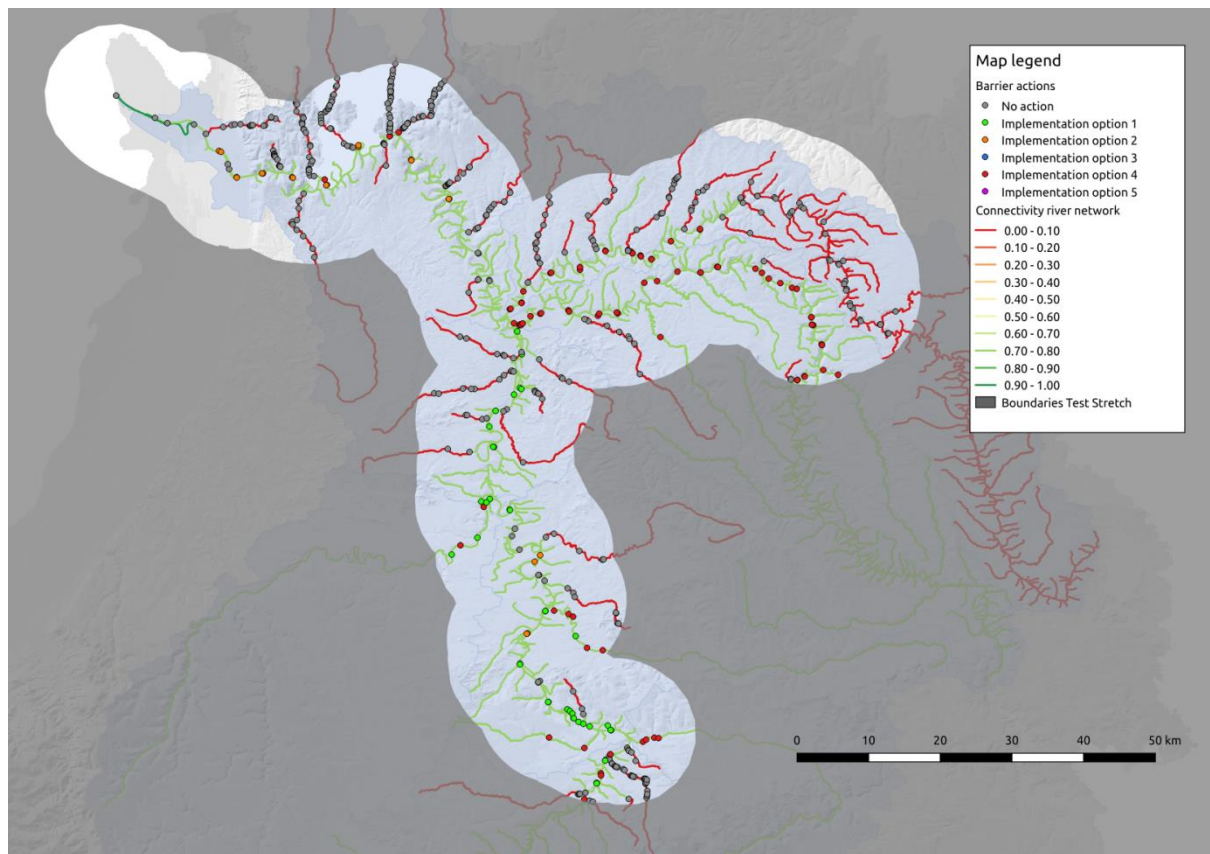 Map legend
Barrier actions
No action
Implementation option 1
Implementation option 2
Implementation option 3
Implementation option 4
Implementation option 5
Connectivity river network
0.00 - 0.10
0.10 - 0.20
0.20 - 0.30
0.30 - 0.40
0.40 - 0.50
0.50 - 0.60
0.60 - 0.70
0.70 - 0.80
0.80 - 0.90
0.90 - 1.00
Boundaries Test Stretch
0 10 20 30 40 50 km